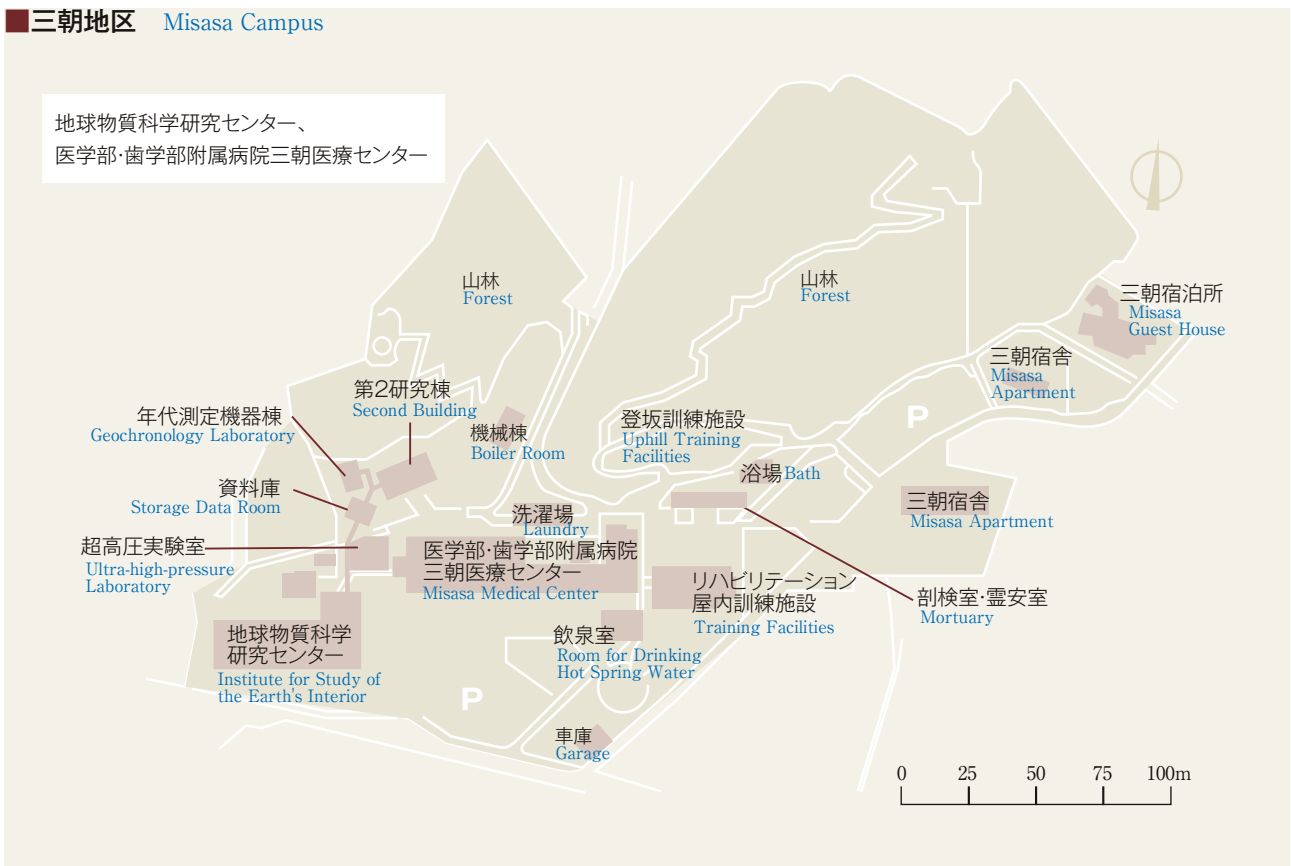 三朝地区 Misasa Campus
地球物質科学研究センター、
医学部・歯学部附属病院三朝医療センター
山林
Forest
山林
Forest
三朝宿泊所
Misasa
Guest House
三朝宿舎
Misasa
Apartment
第2研究棟
Second Building
年代測定機器棟
Geochronology Laboratory
機械棟
Boiler Room
登坂訓練施設
Uphill Training
Facilities
P
浴場 Bath
資料庫
Storage Data Room
洗濯場
Laundry
三朝宿舎
Misasa Apartment
超高圧実験室
Ultra-high-pressure
Laboratory
医学部・歯学部附属病院
三朝医療センター
Misasa Medical Center
リハビリテーション
屋内訓練施設
Training Facilities
剖検室・霊安室
Mortuary
地球物質科学
研究センター
Institute for Study of
the Earth's Interior
飲泉室
Room for Drinking
Hot Spring Water
P
車庫
Garage
0 25 50 75 100m